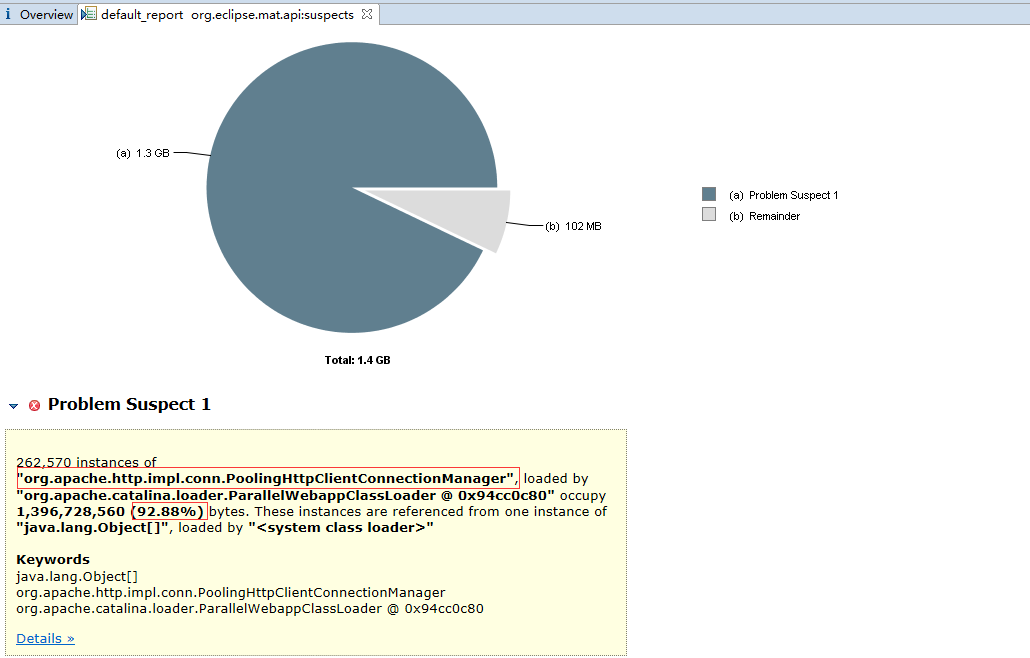 i Overview default_report org.eclipse.mat.api:suspects
(a) 1.3 GB
(a) Problem Suspect 1
(b) Remainder
(b) 102 MB
Total: 1.4 GB
Problem Suspect 1
262,570 instances of
"org.apache.http.impl.conn.PoolingHttpClientConnectionManager", loaded by
"org.apache.catalina.loader.ParallelWebappClassLoader @ 0x94cc0c80" occupy
1,396,728,560 (92.88%) bytes. These instances are referenced from one instance of
"java.lang.Object[]", loaded by "<system class loader>"
Keywords
java.lang.Object[]
org.apache.http.impl.conn.PoolingHttpClientConnectionManager
org.apache.catalina.loader.ParallelWebappClassLoader @ 0x94cc0c80
Details »